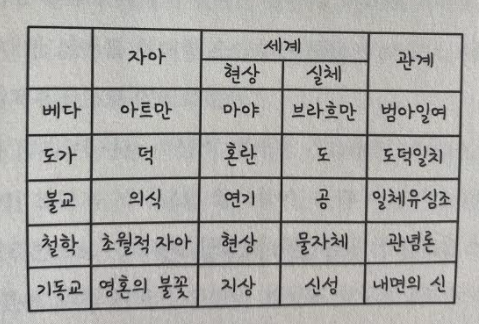 자아 세계 관계
현상 실체
베다 아트만 마야 브라흐만 범아일여
도가 덕 혼란 도 도덕일치
불교 의식 연기 공 일체유심조
철학 초월적 자아 현상 물자체 관념론
기독교 영혼의 불꽃 지상 신성 내면의 신